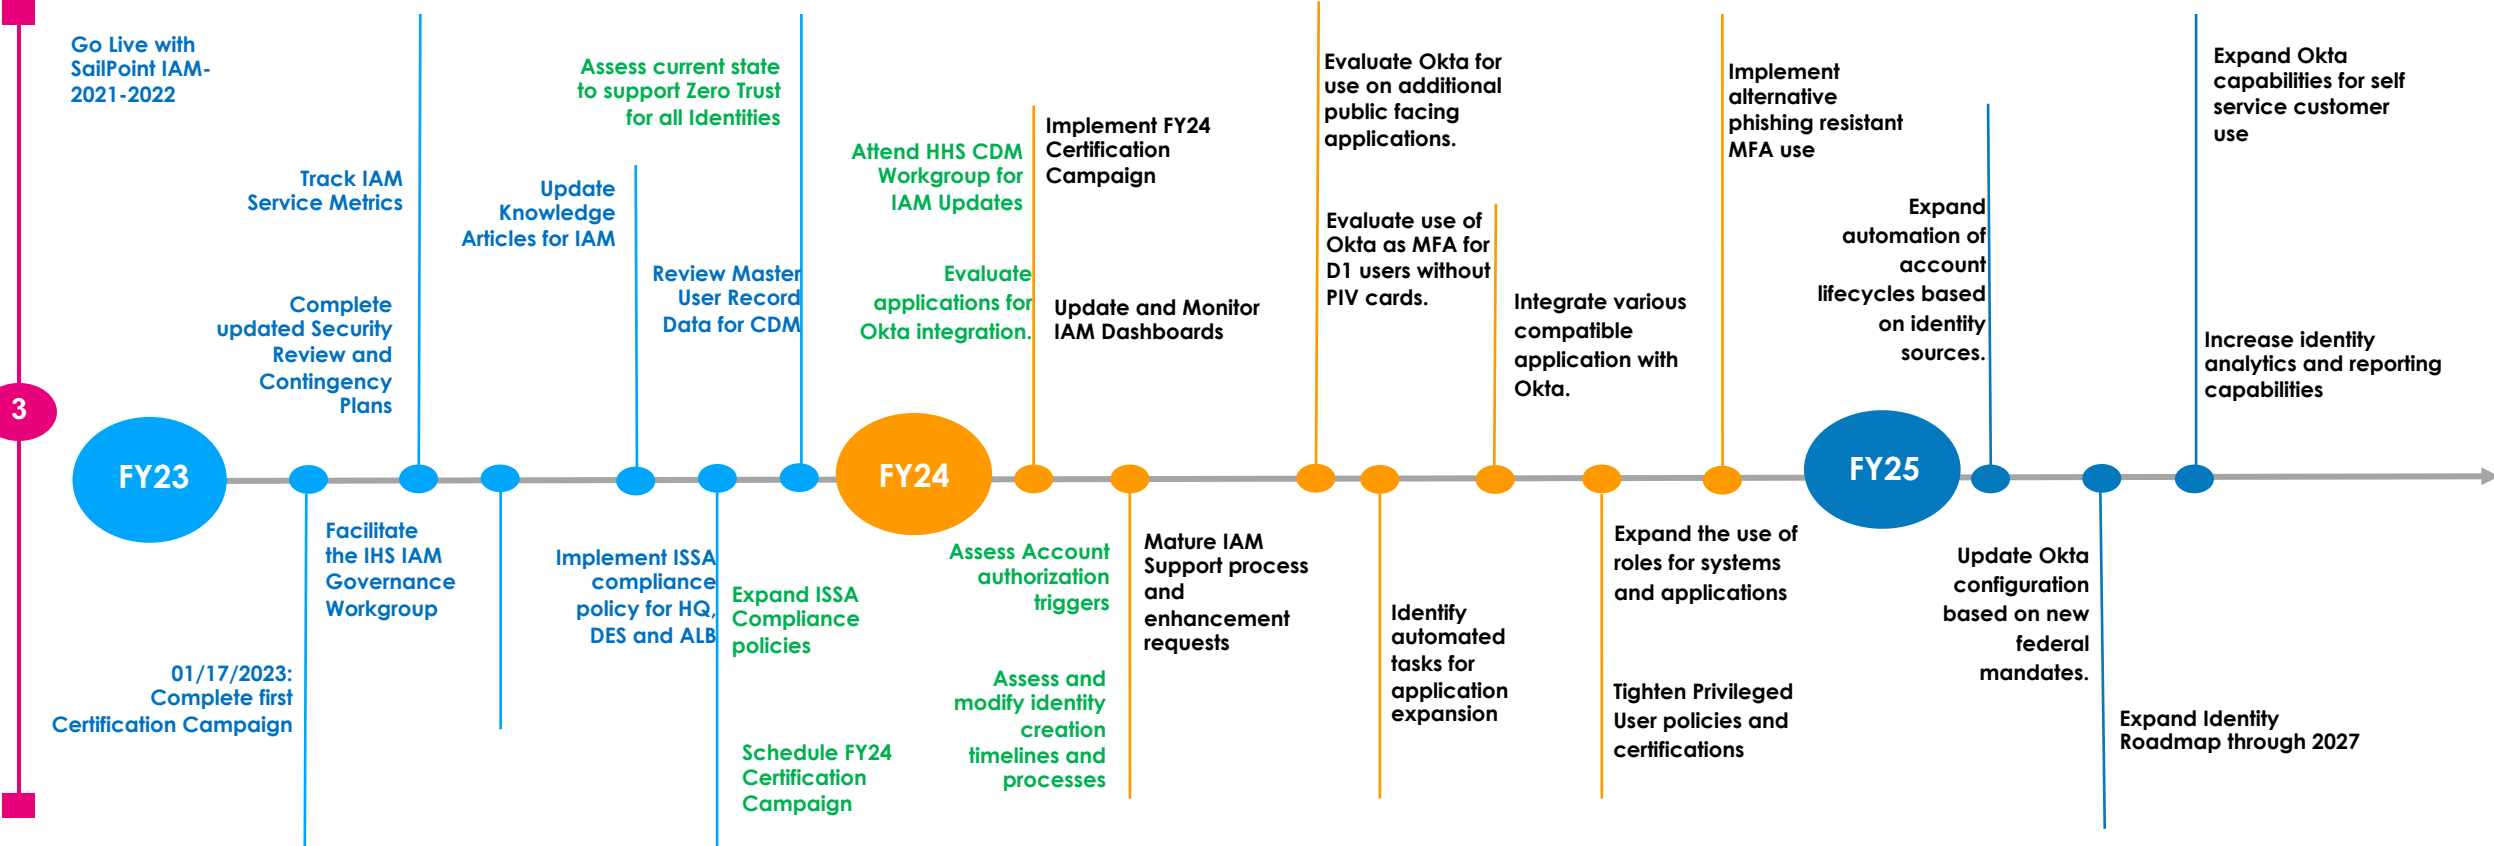 Go Live with
SailPoint IAM-
2021-2022
Track IAM
Service Metrics
Complete
updated Security
Review and
Contingency
Plans
Assess current state
to support Zero Trust
for all Identities
Update
Knowledge
Articles for IAM
Review Master
User Record
Data for CDM
Attend HHS CDM
Workgroup for
IAM Updates
Evaluate
applications for
Okta integration.
Implement FY24
Certification
Campaign
Update and Monitor
IAM Dashboards
Evaluate Okta for
use on additional
public facing
applications.
Evaluate use of
Okta as MFA for
D1 users without
PIV cards.
Integrate various
compatible
application with
Okta.
Implement
alternative
phishing resistant
MFA use
Expand
automation of
account
lifecycles based
on identity
sources.
Expand Okta
capabilities for self
service customer
use
Increase identity
analytics and reporting
capabilities
3
FY23
FY24
FY25
Facilitate
the IHS IAM
Governance
Workgroup
01/17/2023:
Complete first
Certification Campaign
Implement ISSA
compliance
policy for HQ,
DES and ALB
Expand ISSA
Compliance
policies
Schedule FY24
Certification
Campaign
Assess Account
authorization
triggers
Assess and
modify identity
creation
timelines and
processes
Mature IAM
Support process
and
enhancement
requests
Identify
automated
tasks for
application
expansion
Expand the use of
roles for systems
and applications
Tighten Privileged
User policies and
certifications
Update Okta
configuration
based on new
federal
mandates.
Expand Identity
Roadmap through 2027